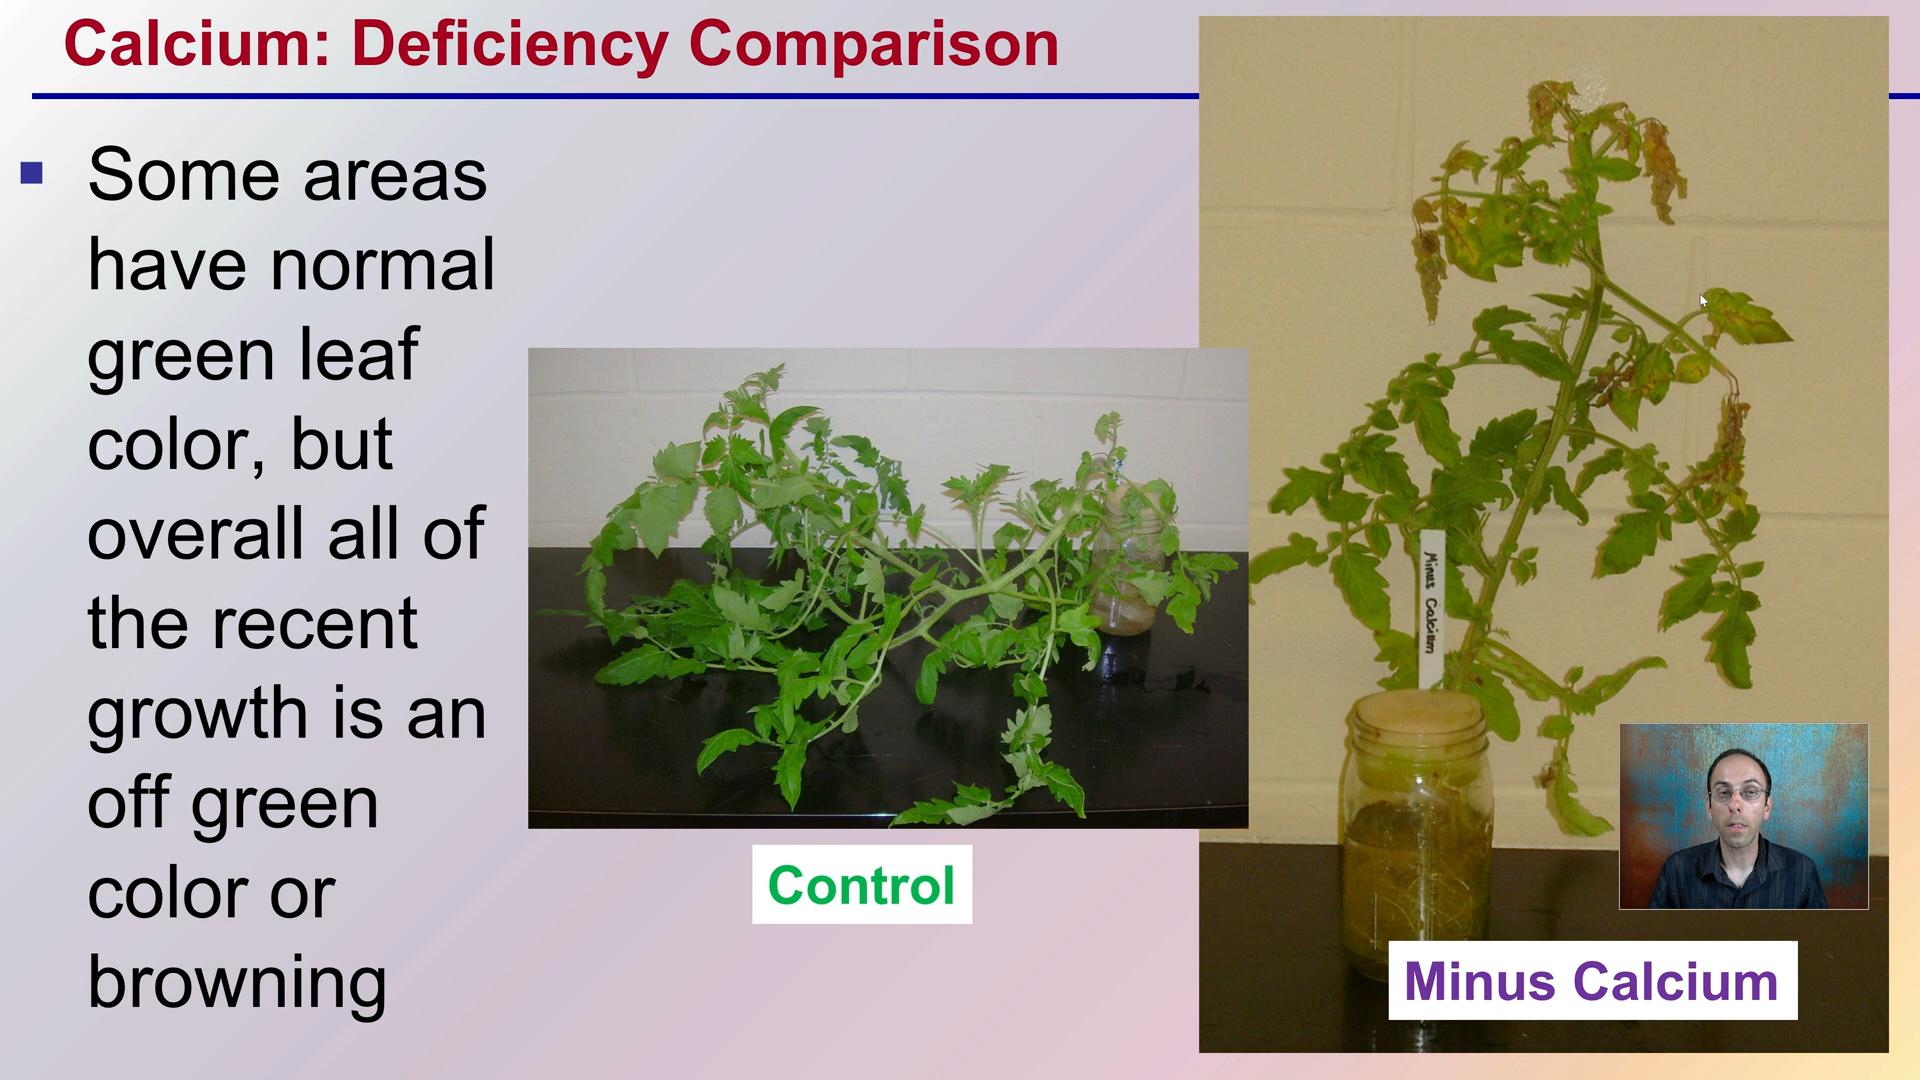 Calcium: Deficiency Comparison
Some areas
have normal
green leaf
color, but
overall all of
the recent
growth is an
off green
color or
browning
Minus Calcium
Control
Minus Calcium